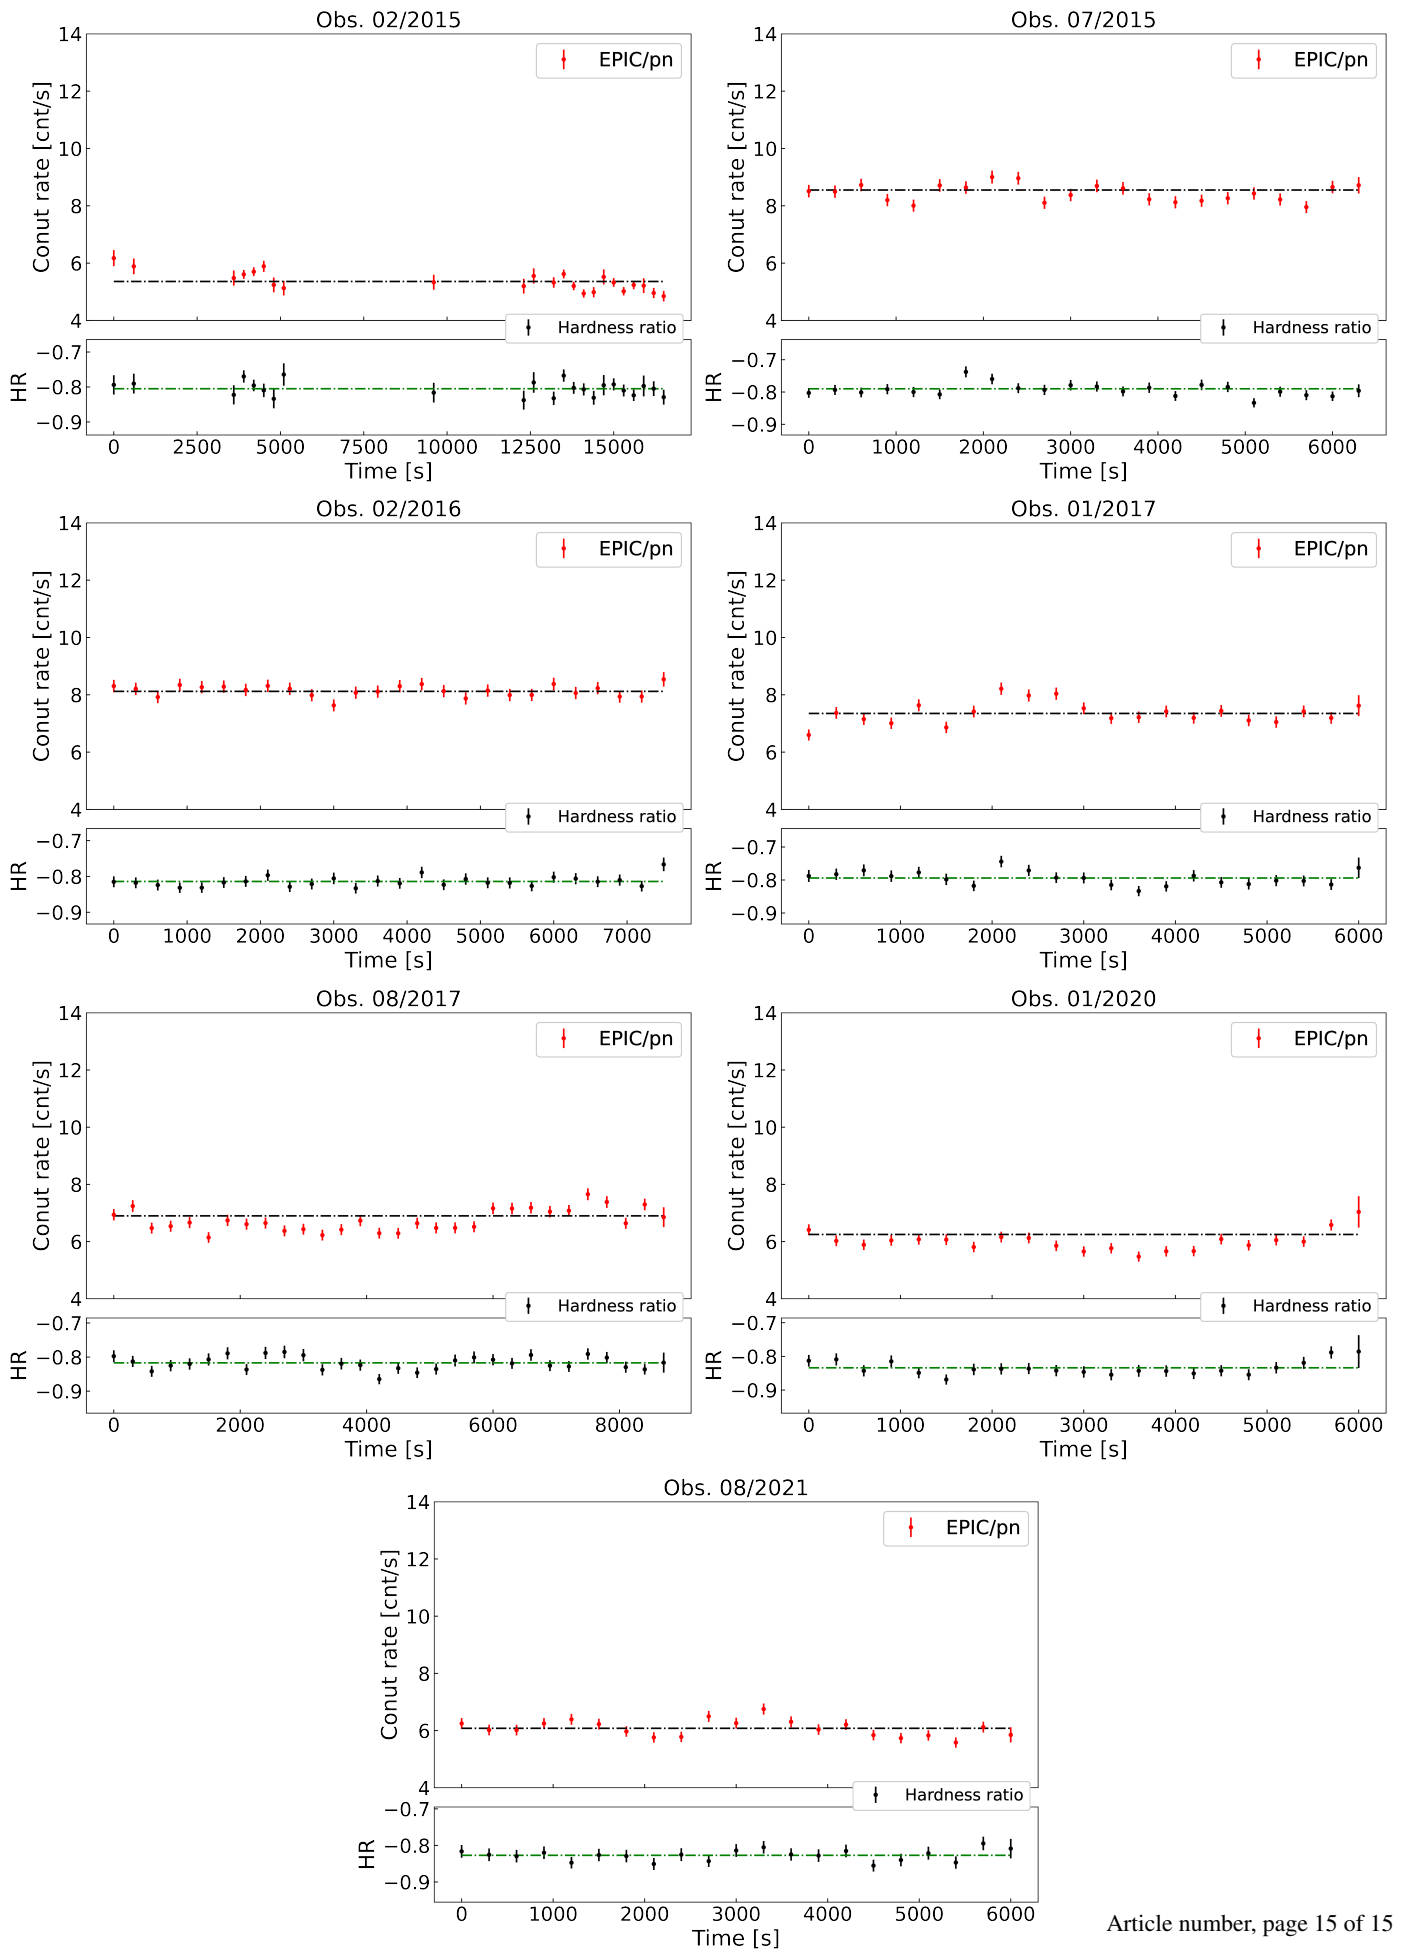 Obs. 02/2015
14
12
10
8
6
4
Conut rate [cnt/s]
EPIC/pn
Hardness ratio
−0.7
−0.8
−0.9
HR
0 2500 5000 7500 10000 12500 15000
Time [s]
Obs. 07/2015
14
12
10
8
6
4
Conut rate [cnt/s]
EPIC/pn
Hardness ratio
−0.7
−0.8
−0.9
HR
0 1000 2000 3000 4000 5000 6000
Time [s]
Obs. 02/2016
14
12
10
8
6
4
Conut rate [cnt/s]
EPIC/pn
Hardness ratio
−0.7
−0.8
−0.9
HR
0 1000 2000 3000 4000 5000 6000 7000
Time [s]
Obs. 01/2017
14
12
10
8
6
4
Conut rate [cnt/s]
EPIC/pn
Hardness ratio
−0.7
−0.8
−0.9
HR
0 1000 2000 3000 4000 5000 6000
Time [s]
Obs. 08/2017
14
12
10
8
6
4
Conut rate [cnt/s]
EPIC/pn
Hardness ratio
−0.7
−0.8
−0.9
HR
0 2000 4000 6000 8000
Time [s]
Obs. 01/2020
14
12
10
8
6
4
Conut rate [cnt/s]
EPIC/pn
Hardness ratio
−0.7
−0.8
−0.9
HR
0 1000 2000 3000 4000 5000 6000
Time [s]
Obs. 08/2021
14
12
10
8
6
4
Conut rate [cnt/s]
EPIC/pn
Hardness ratio
−0.7
−0.8
−0.9
HR
0 1000 2000 3000 4000 5000 6000
Time [s]
Article number, page 15 of 15